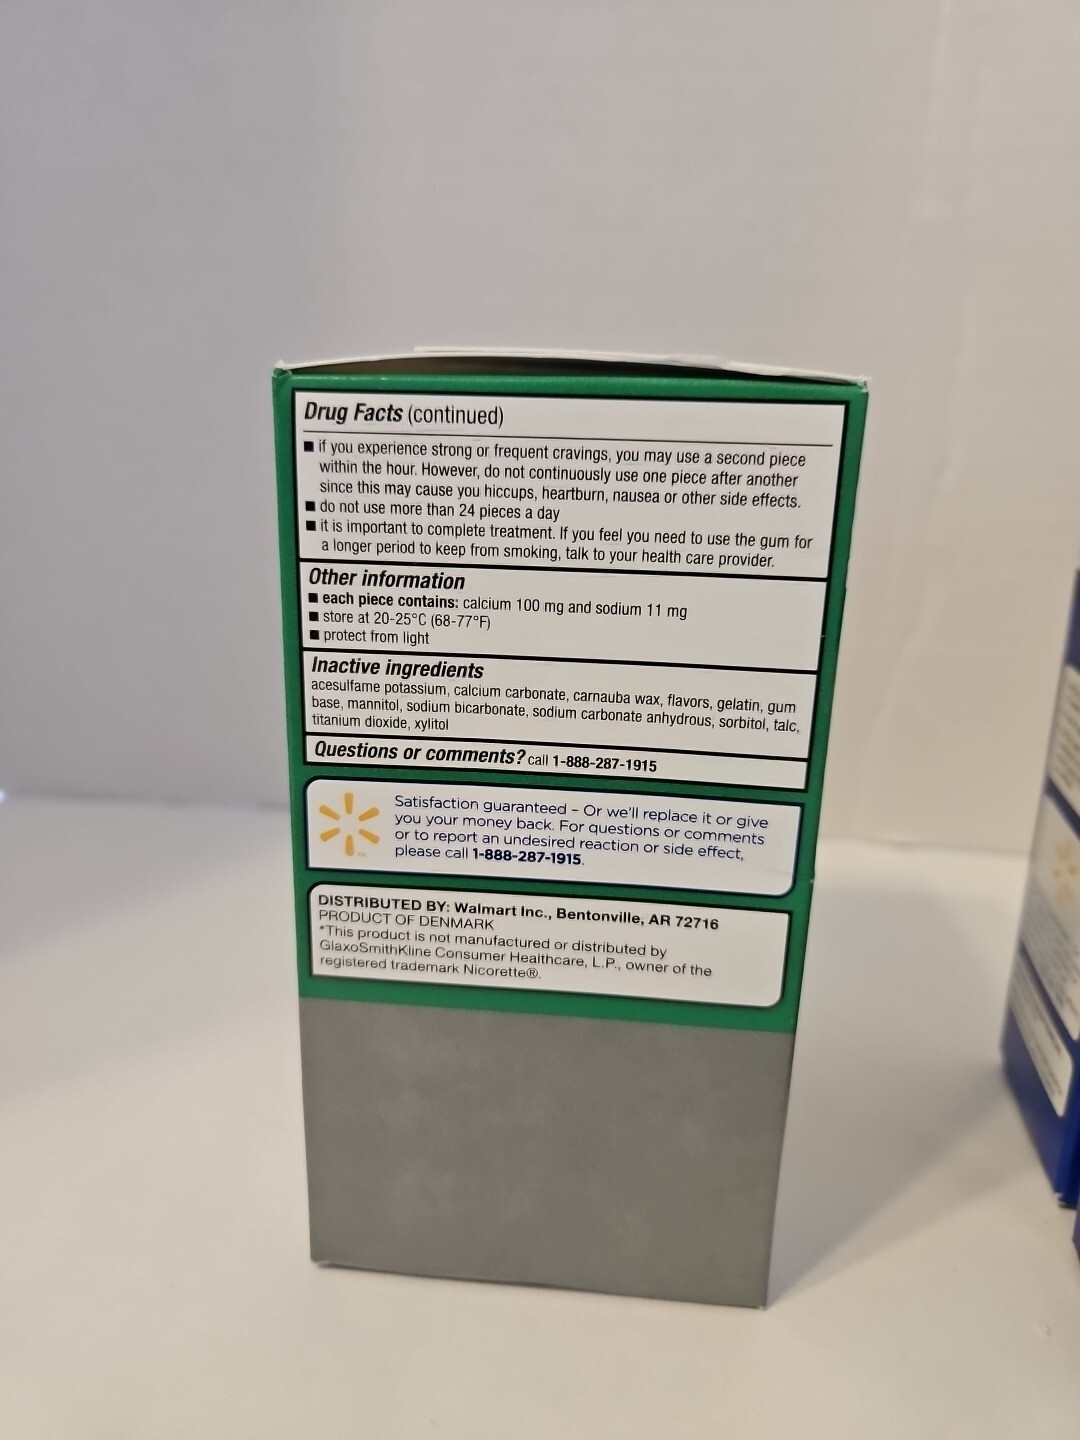 Drug Facts (continued)
■ if you experience strong or frequent cravings, you may use a second piece
within the hour. However, do not continuously use one piece after another
since this may cause you hiccups, heartburn, nausea or other side effects.
■ do not use more than 24 pieces a day
■ it is important to complete treatment. If you feel you need to use the gum for
a longer period to keep from smoking, talk to your health care provider.
Other information
■ each piece contains: calcium 100 mg and sodium 11 mg
■ store at 20-25°C (68-77°F)
■ protect from light
Inactive ingredients
acesulfame potassium, calcium carbonate, carnauba wax, flavors, gelatin, gum
base, mannitol, sodium bicarbonate, sodium carbonate anhydrous, sorbitol, talc,
titanium dioxide, xylitol
Questions or comments? call 1-888-287-1915
Satisfaction guaranteed – Or we'll replace it or give
you your money back. For questions or comments
or to report an undesired reaction or side effect,
please call 1-888-287-1915.
DISTRIBUTED BY: Walmart Inc., Bentonville, AR 72716
PRODUCT OF DENMARK
*This product is not manufactured or distributed by
GlaxoSmithKline Consumer Healthcare, L.P., owner of the
registered trademark Nicorette®.